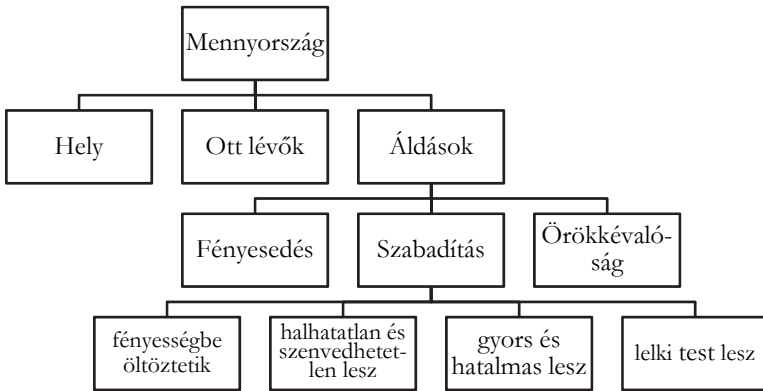 Mennyország
Hely
Ott lévők
Áldások
Fényesedés
Szabadítás
Örökkévaló-
ság
fényességbe
öltöztetik
halhatatlan és
szenvedhetet-
len lesz
gyors és
hatalmas lesz
lelki test lesz